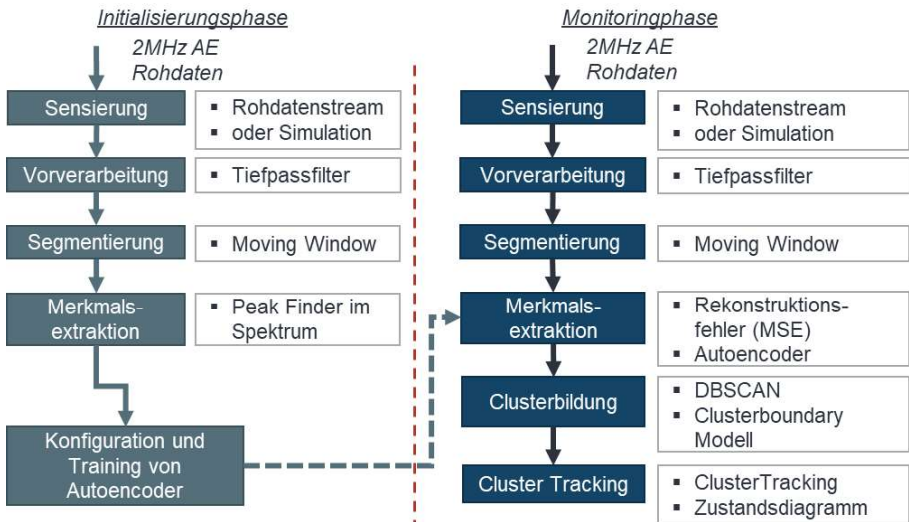 Initialisierungsphase
2MHz AE
Rohdaten
Sensierung
▪ Rohdatenstream
▪ oder Simulation
Vorverarbeitung
▪ Tiefpassfilter
Segmentierung
▪ Moving Window
Merkmals-
extraktion
▪ Peak Finder im
Spektrum
Konfiguration und
Training von
Autoencoder
Monitoringphase
2MHz AE
Rohdaten
Sensierung
▪ Rohdatenstream
▪ oder Simulation
Vorverarbeitung
▪ Tiefpassfilter
Segmentierung
▪ Moving Window
Merkmals-
extraktion
▪ Rekonstruktions-
fehler (MSE)
▪ Autoencoder
Clusterbildung
▪ DBSCAN
▪ Clusterboundary
Modell
Cluster Tracking
▪ ClusterTracking
▪ Zustandsdiagramm